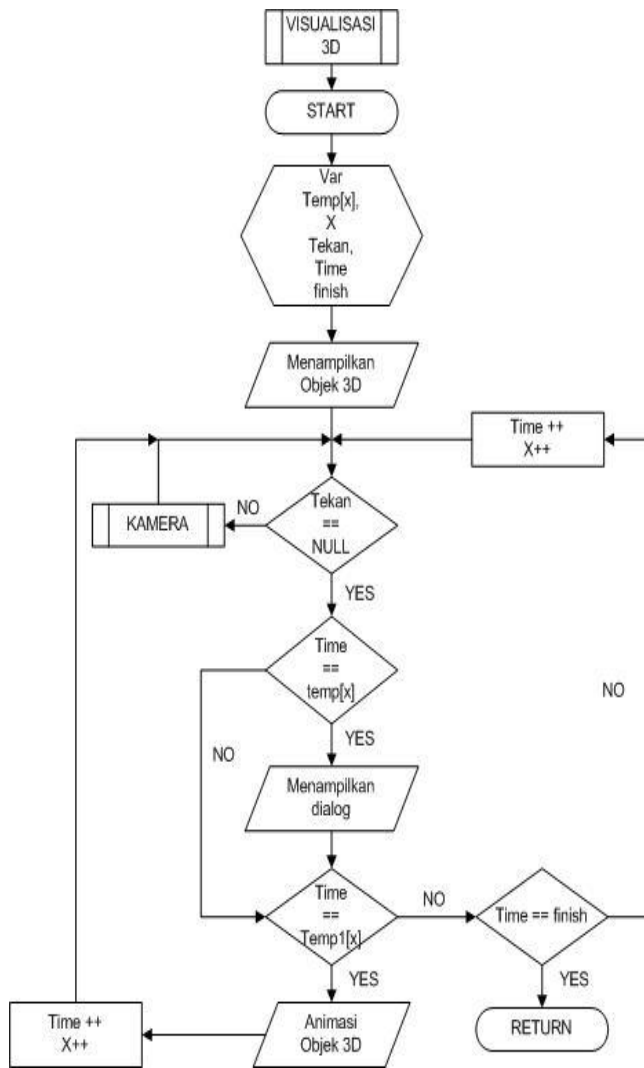 VISUALISASI
3D
START
Var
Temp[x],
X
Tekan,
Time
finish
Menampilkan
Objek 3D
Time ++
X++
Tekan
==
NULL
NO
KAMERA
YES
Time
==
temp[x]
NO
NO
YES
Menampilkan
dialog
Time
==
Temp1[x]
NO
Time == finish
YES
YES
Time ++
X++
Animasi
Objek 3D
RETURN